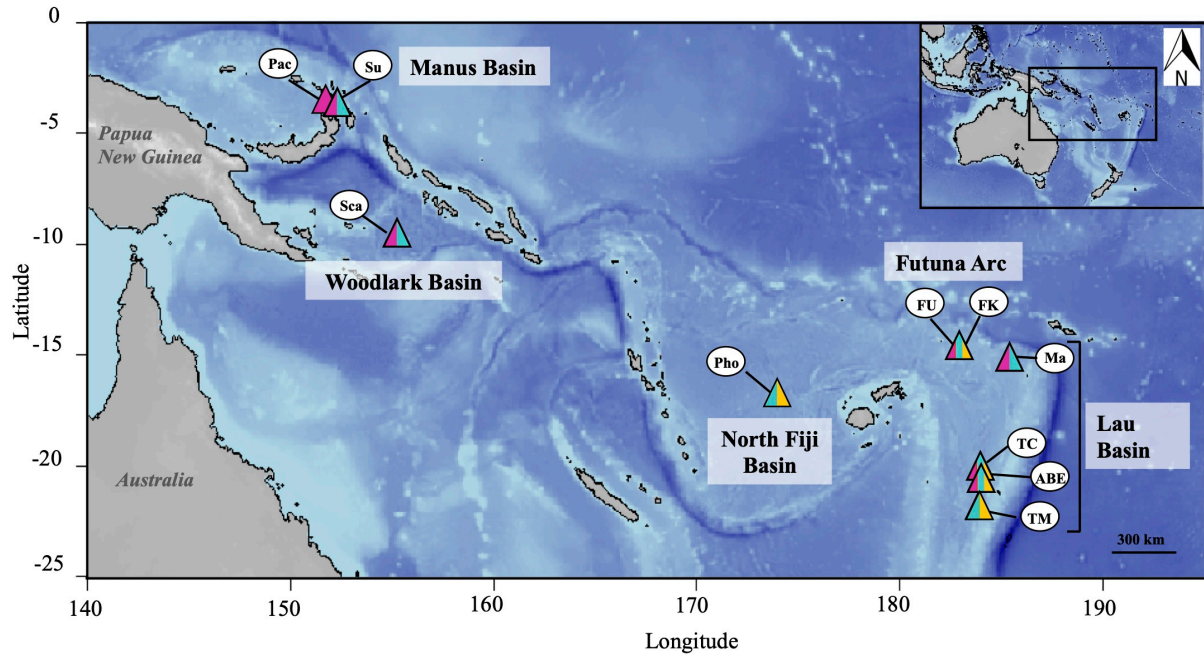 0
-5
-10
-15
-20
-25
Latitude
140
150
160
170
180
190
Longitude
Pac
Su
Manus Basin
Papua
New Guinea
Sca
Woodlark Basin
Australia
Pho
North Fiji
Basin
Futuna Arc
FU
FK
Ma
Lau
Basin
TC
ABE
TM
300 km
N